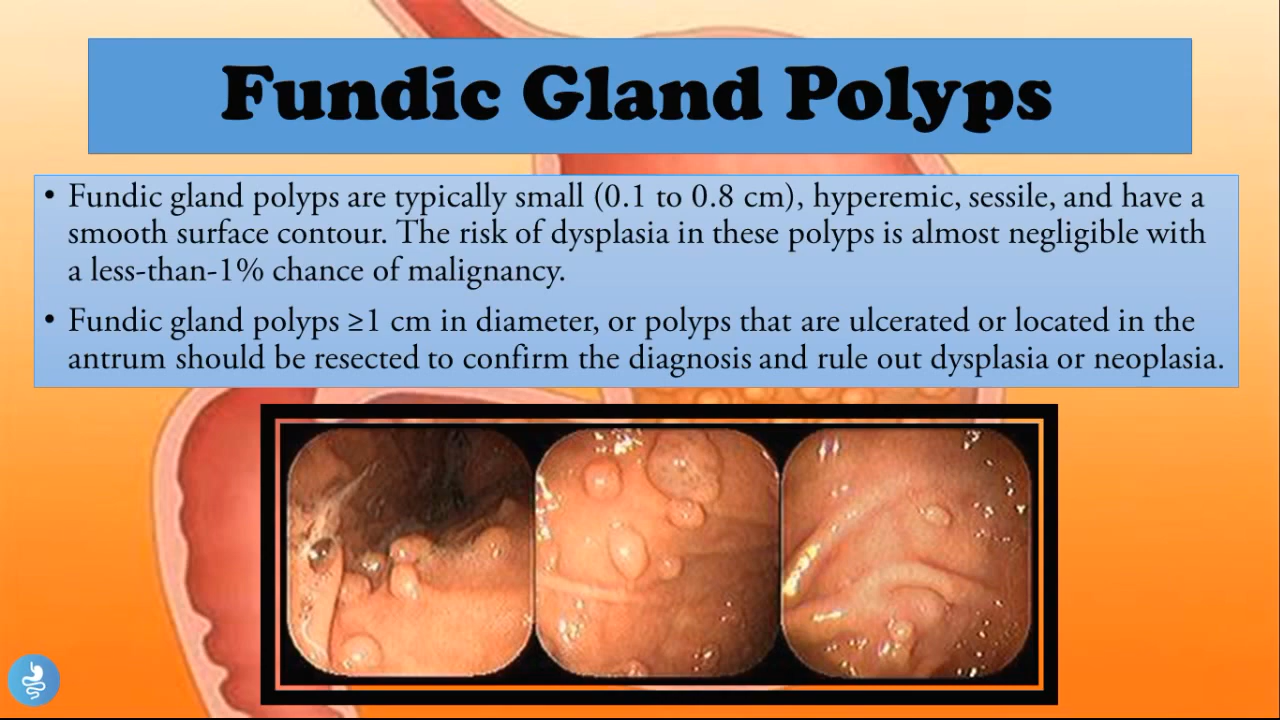 Fundic Gland Polyps
• Fundic gland polyps are typically small (0.1 to 0.8 cm), hyperemic, sessile, and have a
smooth surface contour. The risk of dysplasia in these polyps is almost negligible with
a less-than-1% chance of malignancy.
• Fundic gland polyps ≥1 cm in diameter, or polyps that are ulcerated or located in the
antrum should be resected to confirm the diagnosis and rule out dysplasia or neoplasia.